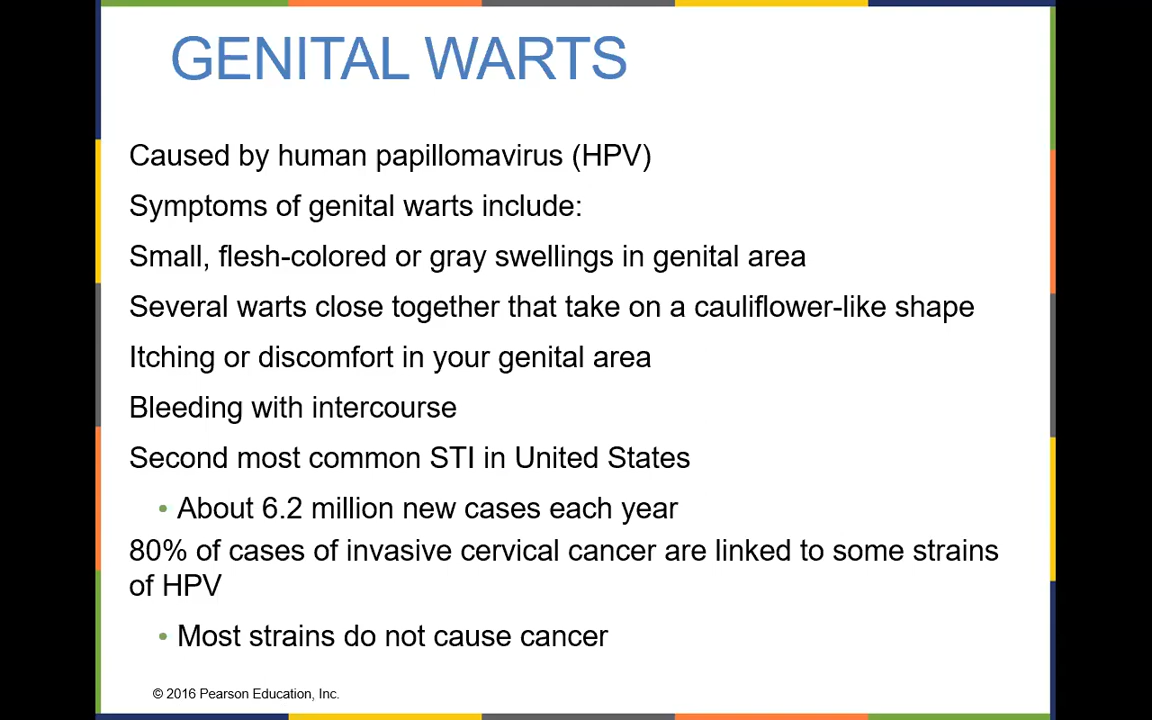 GENITAL WARTS
Caused by human papillomavirus (HPV)
Symptoms of genital warts include:
Small, flesh-colored or gray swellings in genital area
Several warts close together that take on a cauliflower-like shape
Itching or discomfort in your genital area
Bleeding with intercourse
Second most common STI in United States
• About 6.2 million new cases each year
80% of cases of invasive cervical cancer are linked to some strains
of HPV
• Most strains do not cause cancer
© 2016 Pearson Education, Inc.